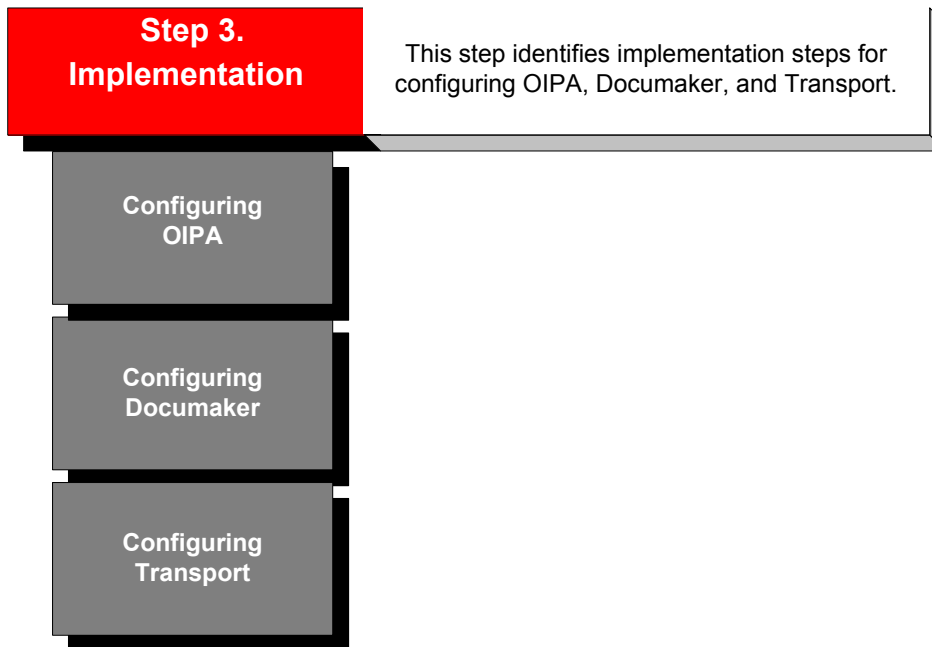 Step 3.
Implementation
This step identifies implementation steps for
configuring OIPA, Documaker, and Transport.
Configuring
OIPA
Configuring
Documaker
Configuring
Transport